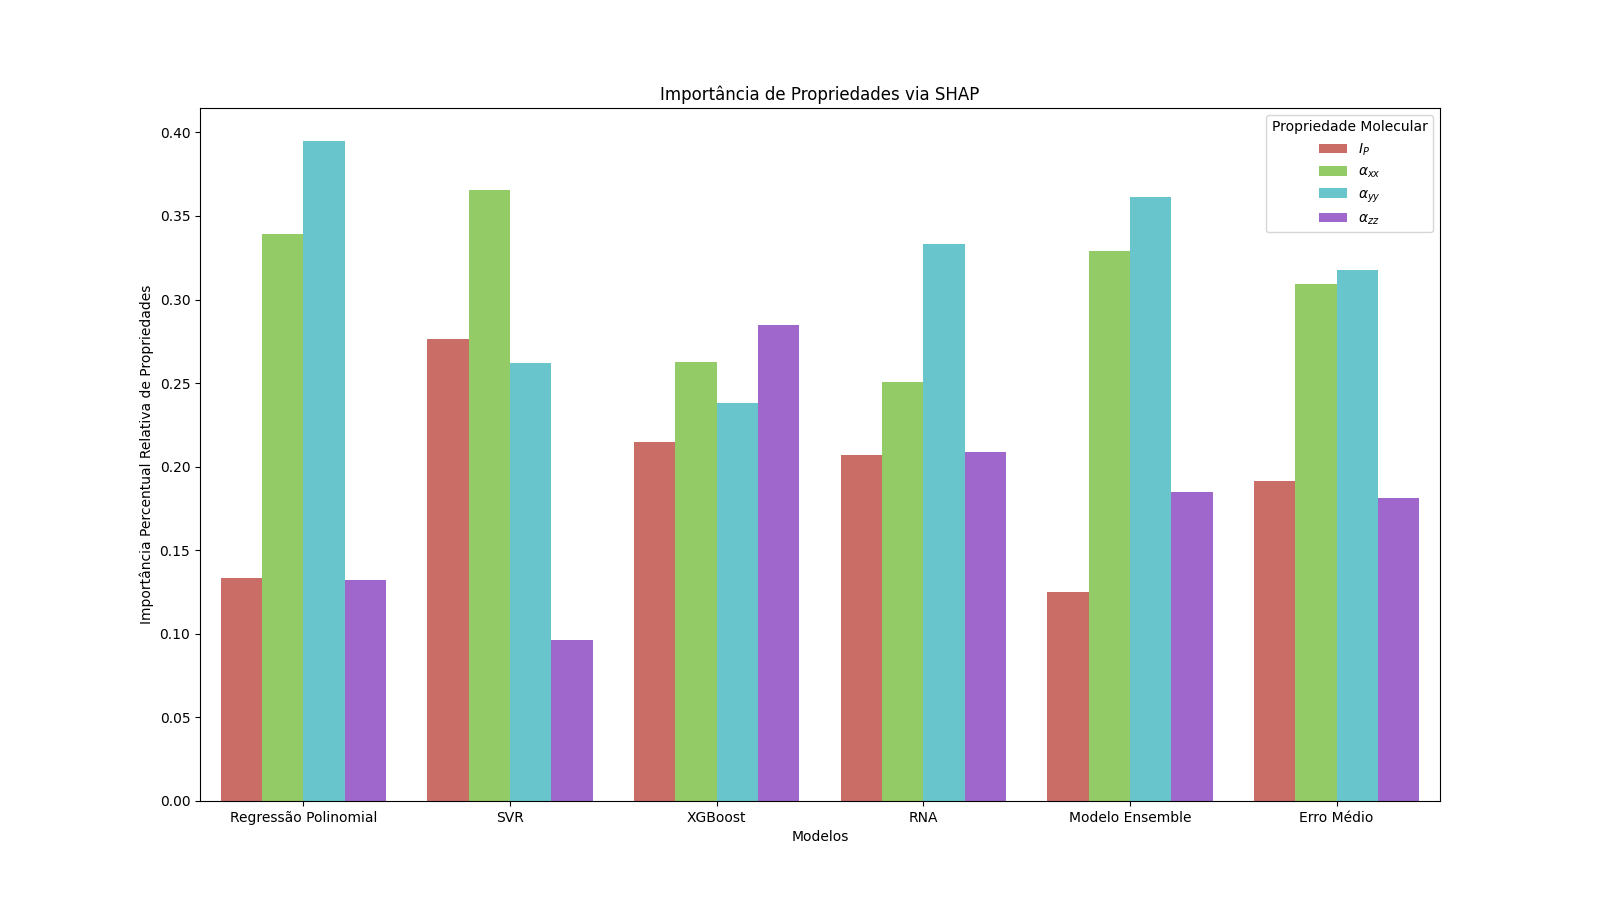 Importância de Propriedades via SHAP
Propriedade Molecular
I_P
α_xx
α_yy
α_zz
Importância Percentual Relativa de Propriedades
0.40
0.35
0.30
0.25
0.20
0.15
0.10
0.05
0.00
Regressão Polinomial SVR XGBoost RNA Modelo Ensemble Erro Médio
Modelos